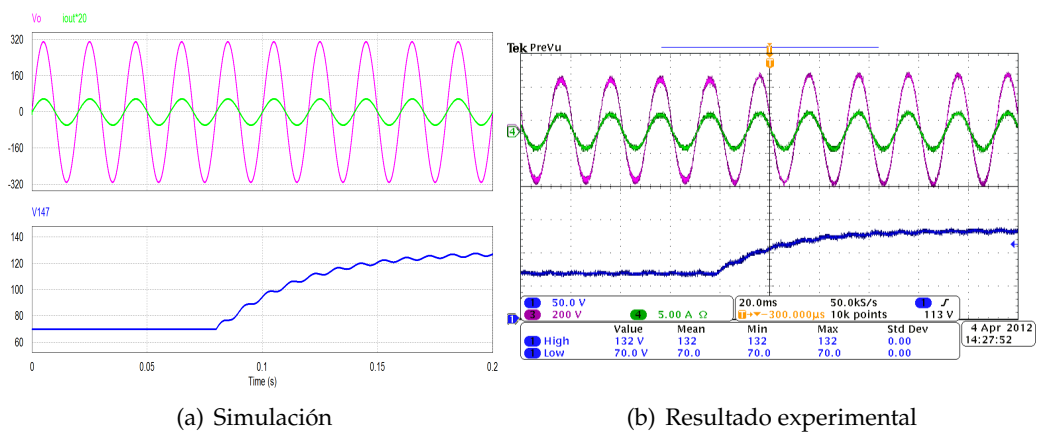 Vo iout*20
320
160
0
-160
-320
V147
140
120
100
80
60
0 0.05 0.1 0.15 0.2
Time (s)
(a) Simulación
Tek PreVu
T
4
1
1 50.0 V
3 200 V
4 5.00 A Ω
20.0ms 50.0kS/s 1
T→▼−300.000µs 10k points 113 V
Value Mean Min Max Std Dev
1 High 132 V 132 132 132 0.00
1 Low 70.0 V 70.0 70.0 70.0 0.00
4 Apr 2012
14:27:52
(b) Resultado experimental